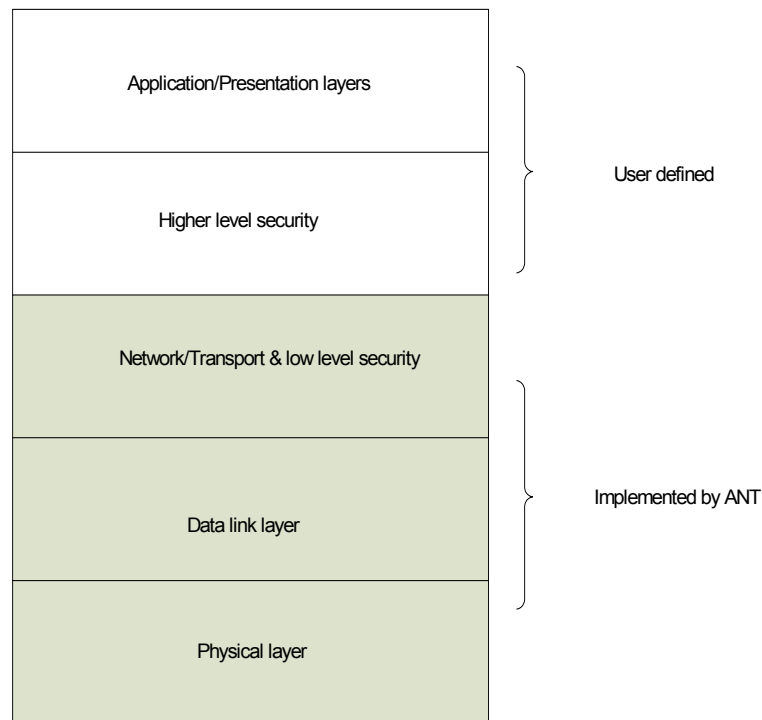 Application/Presentation layers
User defined
Higher level security
Network/Transport & low level security
Implemented by ANT
Data link layer
Physical layer